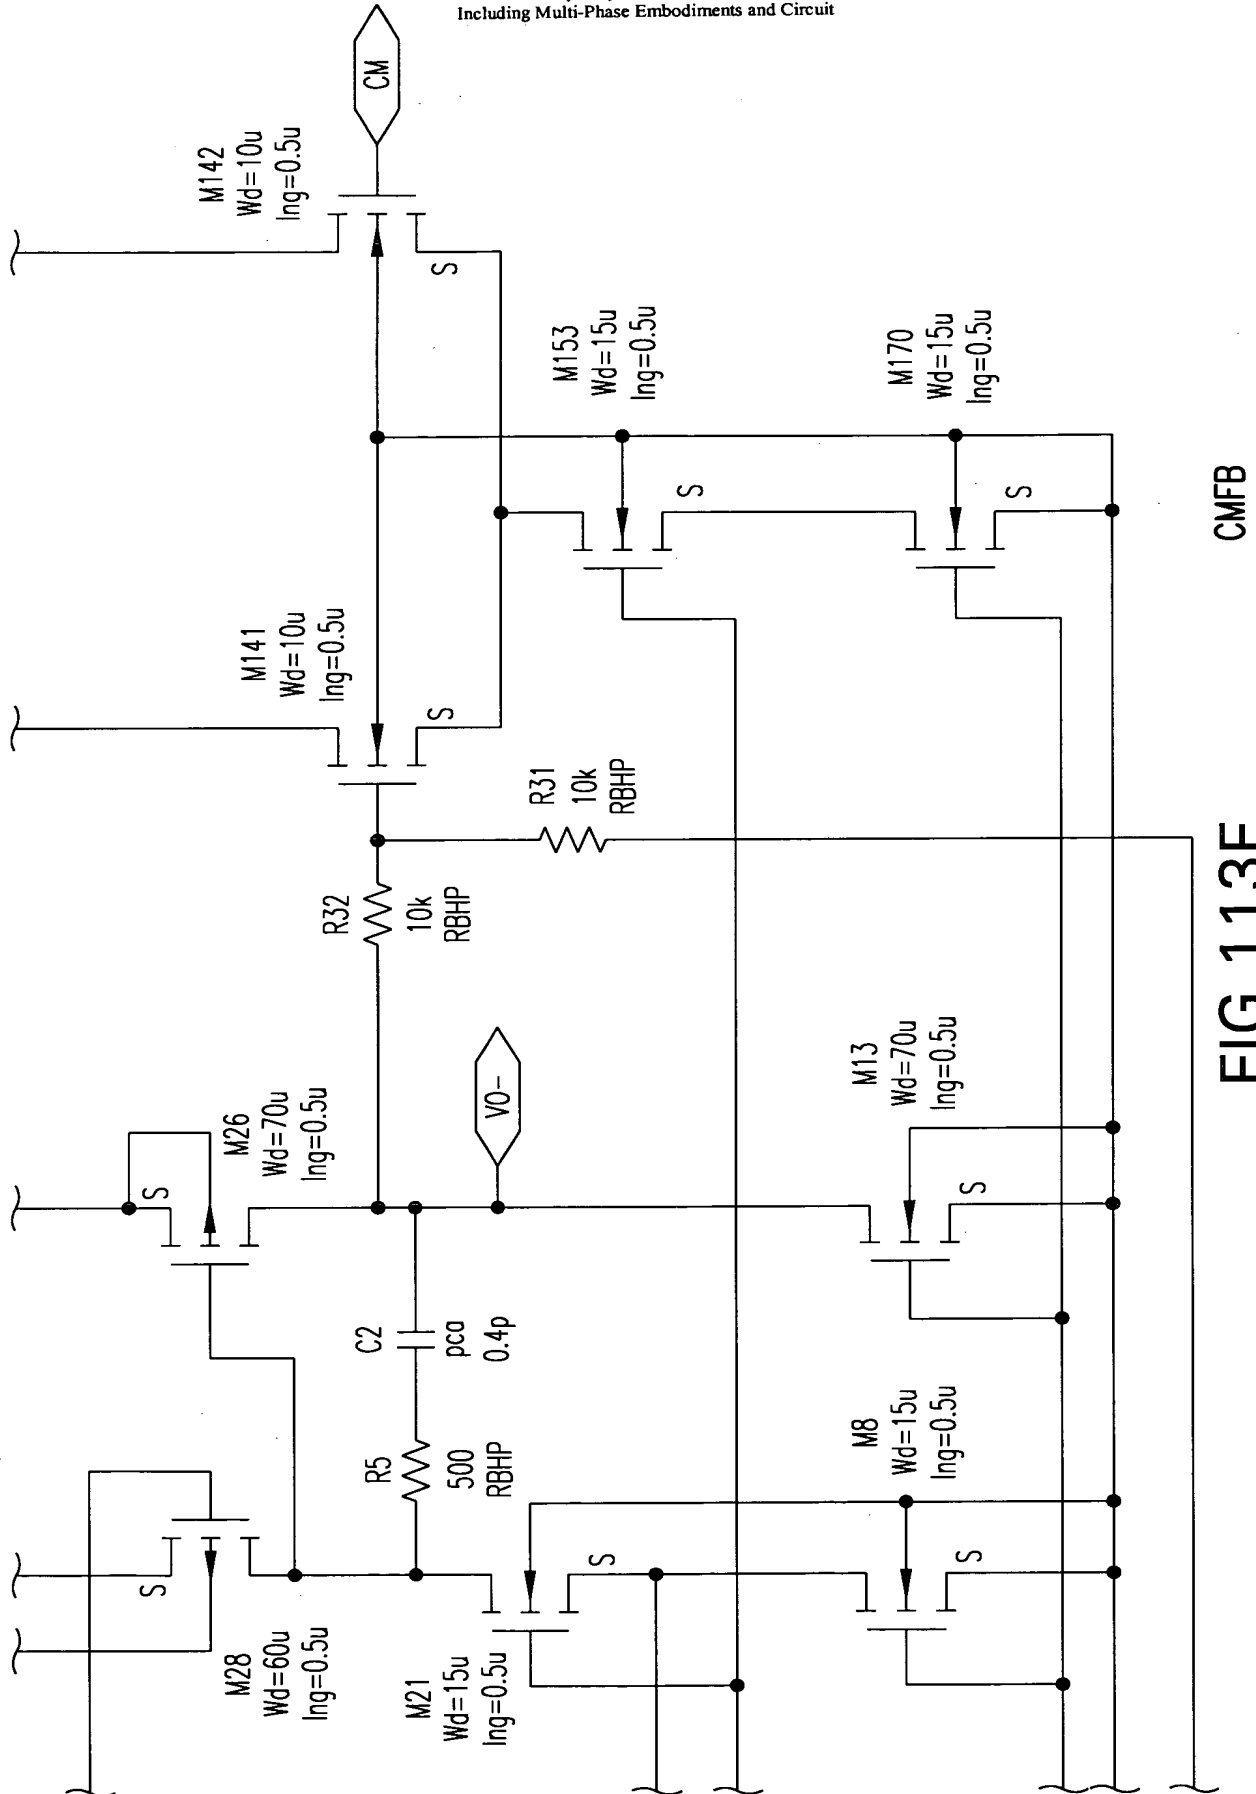 Including Multi-Phase Embodiments and Circuit
CM
M142
Wd=10u
lng=0.5u
S
M153
Wd=15u
lng=0.5u
S
M170
Wd=15u
lng=0.5u
S
CMFB
M141
Wd=10u
lng=0.5u
S
R31
10k
RBHP
R32
10k
RBHP
M26
Wd=70u
lng=0.5u
S
VO-
M13
Wd=70u
lng=0.5u
S
C2
pca
0.4p
R5
500
RBHP
M8
Wd=15u
lng=0.5u
S
M28
Wd=60u
lng=0.5u
S
M21
Wd=15u
lng=0.5u
S
FIG.